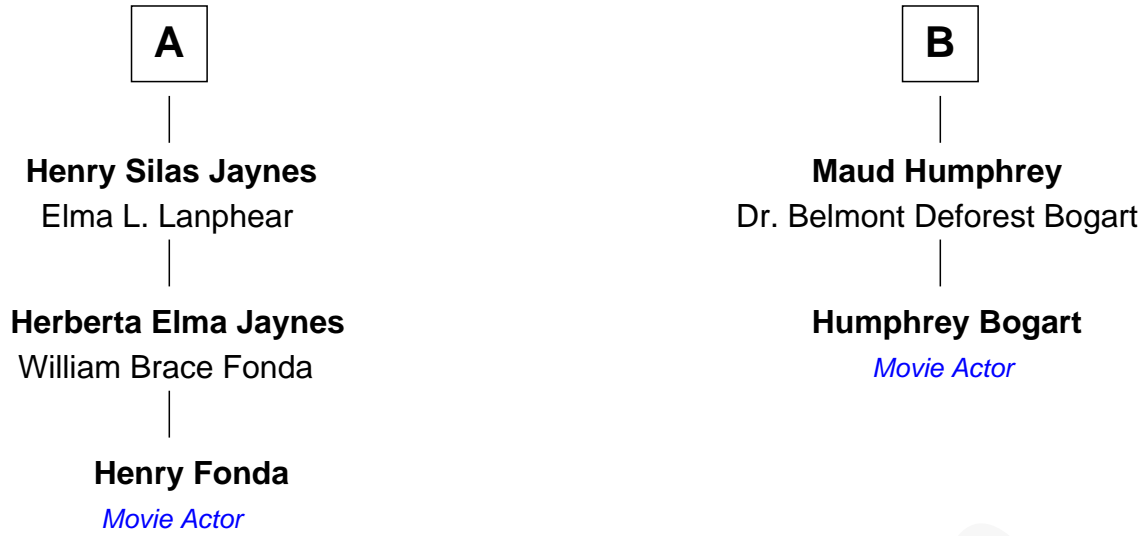 A
Henry Silas Jaynes
Elma L. Lanphear
Herberta Elma Jaynes
William Brace Fonda
Henry Fonda
Movie Actor
B
Maud Humphrey
Dr. Belmont Deforest Bogart
Humphrey Bogart
Movie Actor